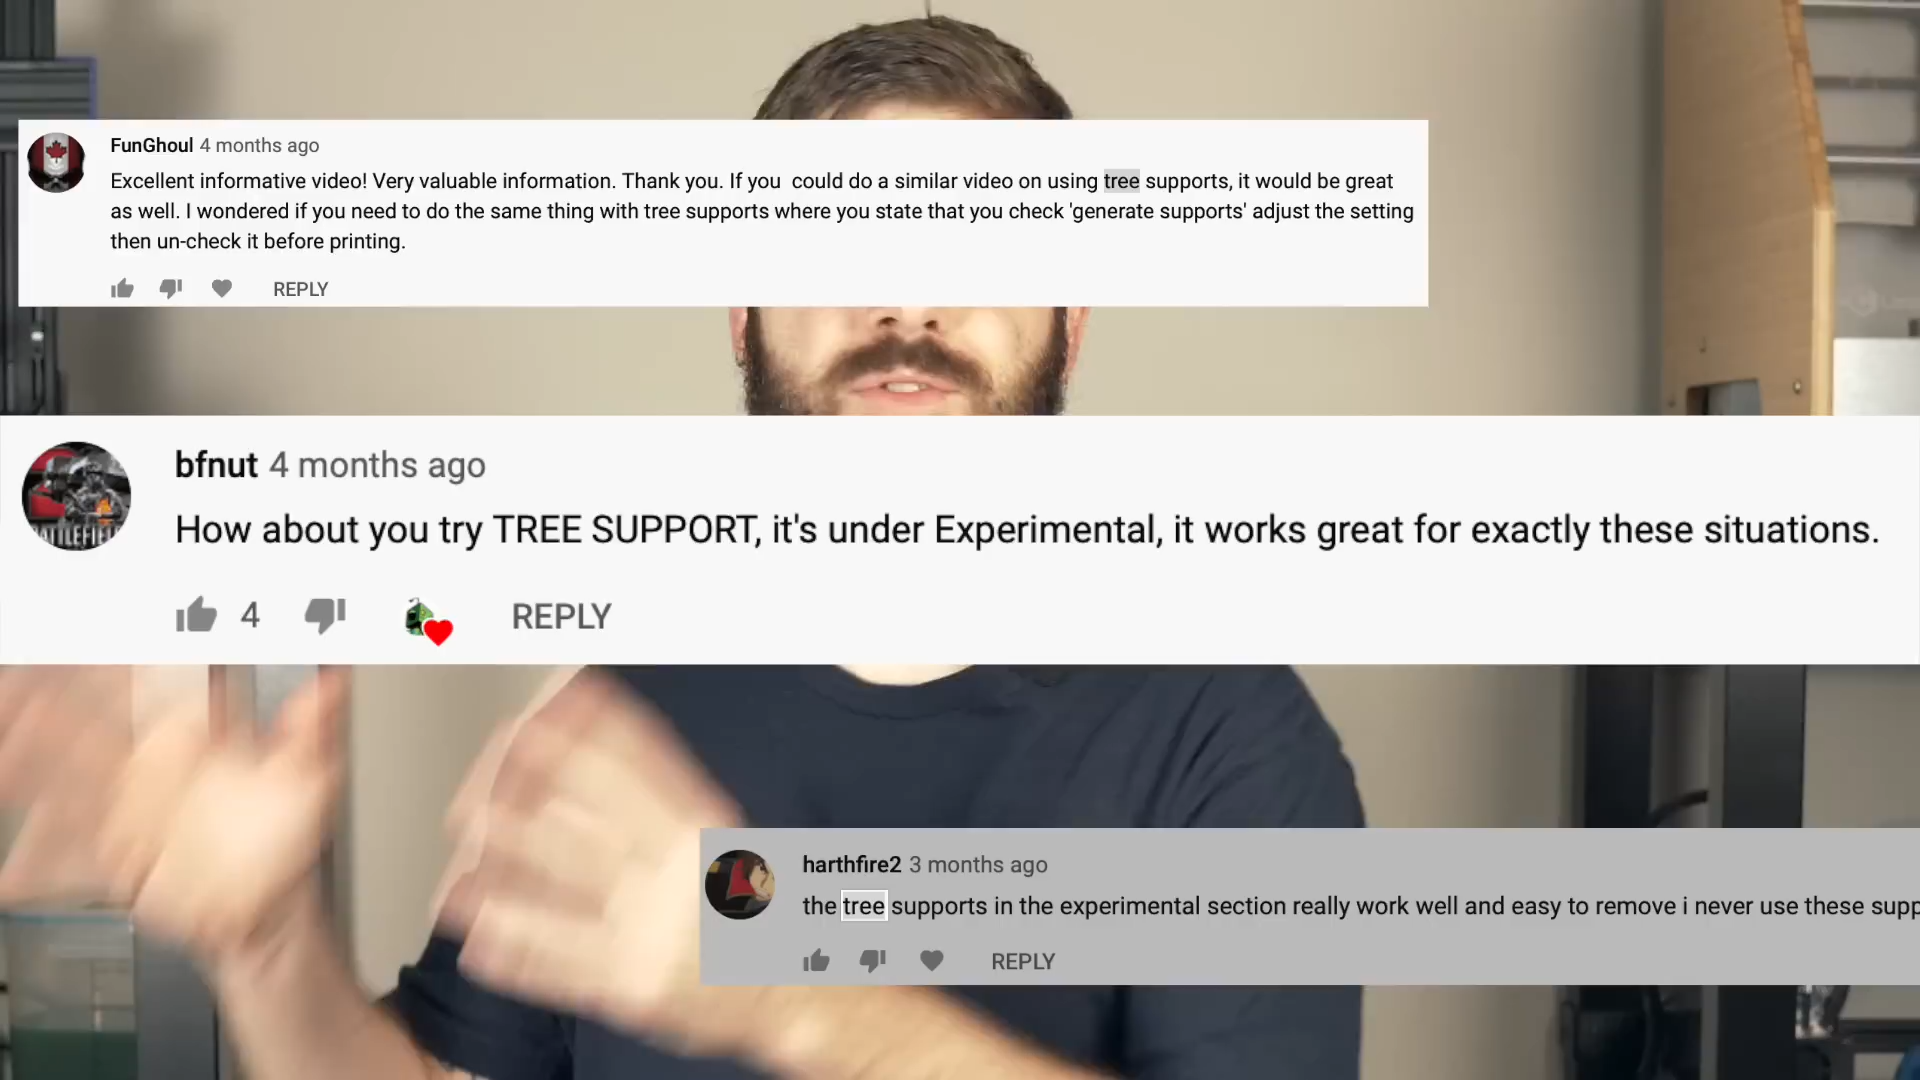 FunGhoul 4 months ago
Excellent informative video! Very valuable information. Thank you. If you  could do a similar video on using tree supports, it would be great
as well. I wondered if you need to do the same thing with tree supports where you state that you check 'generate supports' adjust the setting
then un-check it before printing.
REPLY
bfnut 4 months ago
How about you try TREE SUPPORT, it's under Experimental, it works great for exactly these situations.
4 REPLY
harthfire2 3 months ago
the tree supports in the experimental section really work well and easy to remove i never use these supp
REPLY